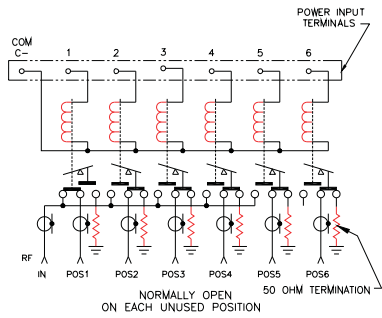 POWER INPUT
TERMINALS
COM
C-
1 2 3 4 5 6
RF
IN POS1 POS2 POS3 POS4 POS5 POS6
50 OHM TERMINATION
NORMALLY OPEN
ON EACH UNUSED POSITION